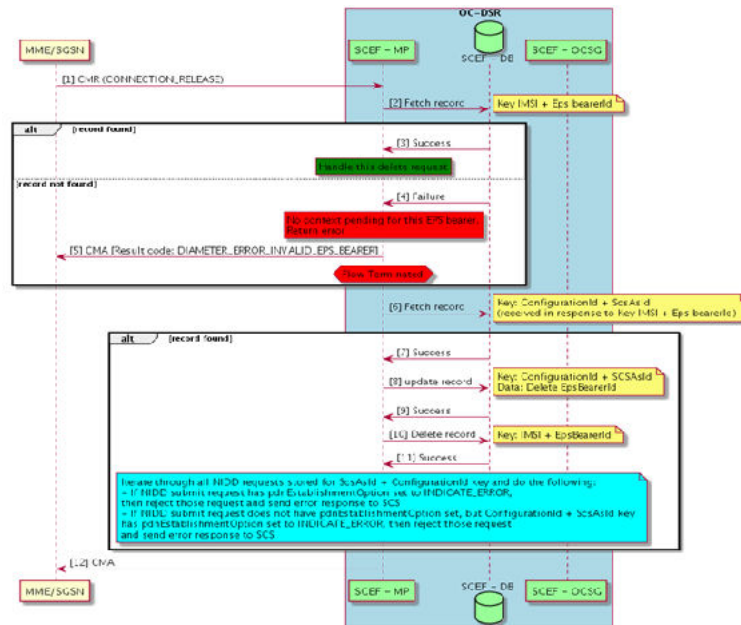 OC-DSR
MME/SGSN
SCEF - MP
SCEF - DB
SCEF - OCSG
[1] CMR (CONNECTION_RELEASE)
[2] Fetch record
Key IMSI + Eps bearerId
alt
[record found]
[3] Success
Handle this delete request
[record not found]
[4] Failure
No context pending for this EPS bearer.
Return error
[5] CMA [Result code: DIAMETER_ERROR_INVALID_EPS_BEARER]
Flow Terminated
[6] Fetch record
Key: ConfigurationId + ScsAsId
(received in response to Key IMSI + Eps bearerId)
alt
[record found]
[7] Success
[8] update record
Key: ConfigurationId + SCSAsId
Data: Delete EpsBearerId
[9] Success
[10] Delete record
Key: IMSI + EpsBearerId
[11] Success
Iterate through all NIDD requests stored for ScsAsId + ConfigurationId key and do the following:
- If NIDD submit request has pdnEstablishmentOption set to INDICATE_ERROR,
then reject those request and send error response to SCS
- If NIDD submit request does not have pdnEstablishmentOption set, but ConfigurationId + ScsAsId key
has pdnEstablishmentOption set to INDICATE_ERROR, then reject those request
and send error response to SCS
[12] CMA
MME/SGSN
SCEF - MP
SCEF - DB
SCEF - OCSG